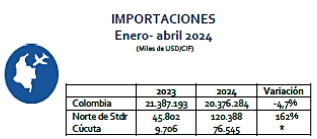 IMPORTACIONES
Enero- abril 2024
(Miles de USD/CIF)
2023 2024 Variación
Colombia 21.387.193 20.376.284 -4,7%
Norte de Stdr 45.802 120.388 162%
Cúcuta 9.706 76.545 *